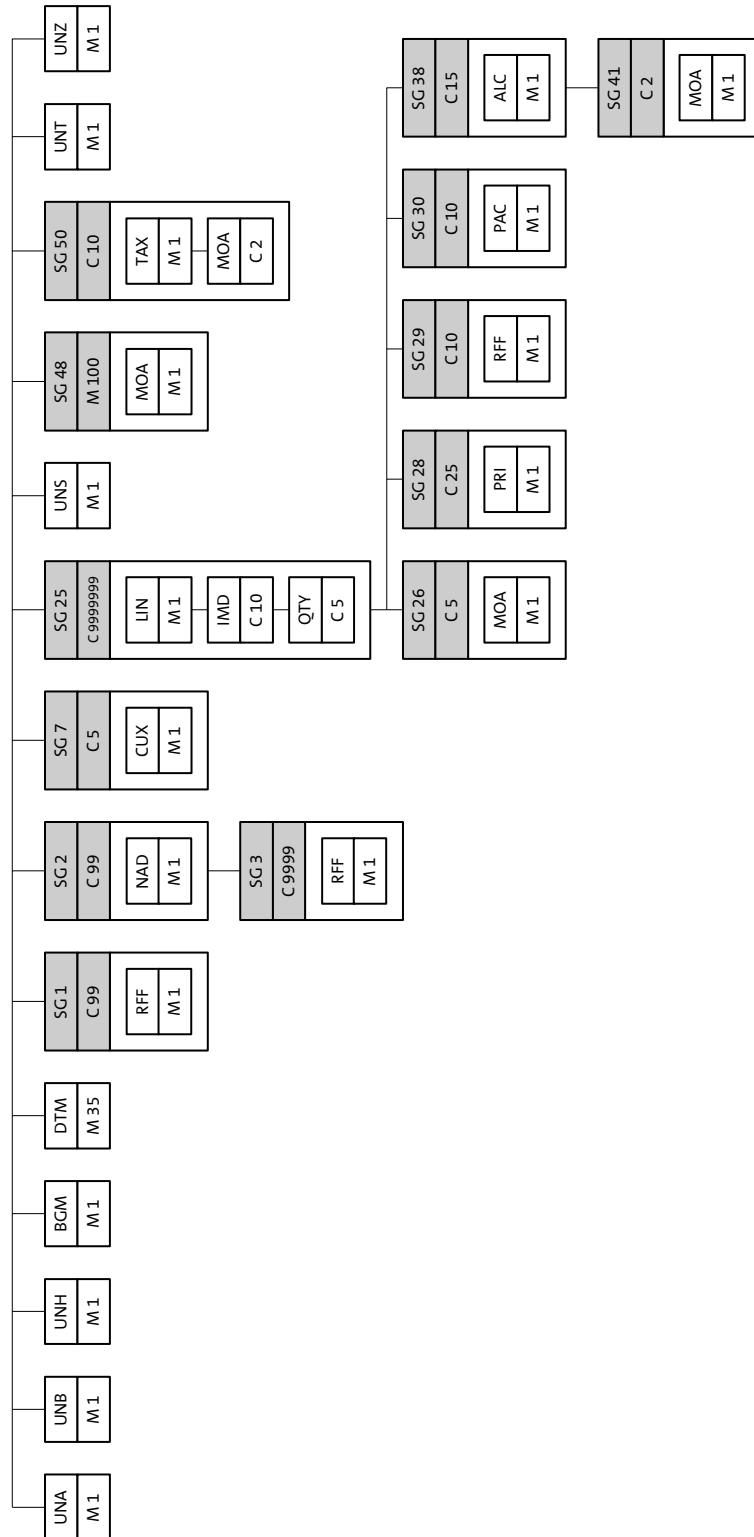 UNA
M 1
UNB
M 1
UNH
M 1
BGM
M 1
DTM
M 35
SG 1
C 99
RFF
M 1
SG 2
C 99
NAD
M 1
SG 3
C 9999
RFF
M 1
SG 7
C 5
CUX
M 1
SG 25
C 9999999
LIN
M 1
IMD
C 10
QTY
C 5
SG 26
C 5
MOA
M 1
SG 28
C 25
PRI
M 1
SG 29
C 10
RFF
M 1
SG 30
C 10
PAC
M 1
SG 38
C 15
ALC
M 1
SG 41
C 2
MOA
M 1
UNS
M 1
SG 48
M 100
MOA
M 1
SG 50
C 10
TAX
M 1
MOA
C 2
UNT
M 1
UNZ
M 1